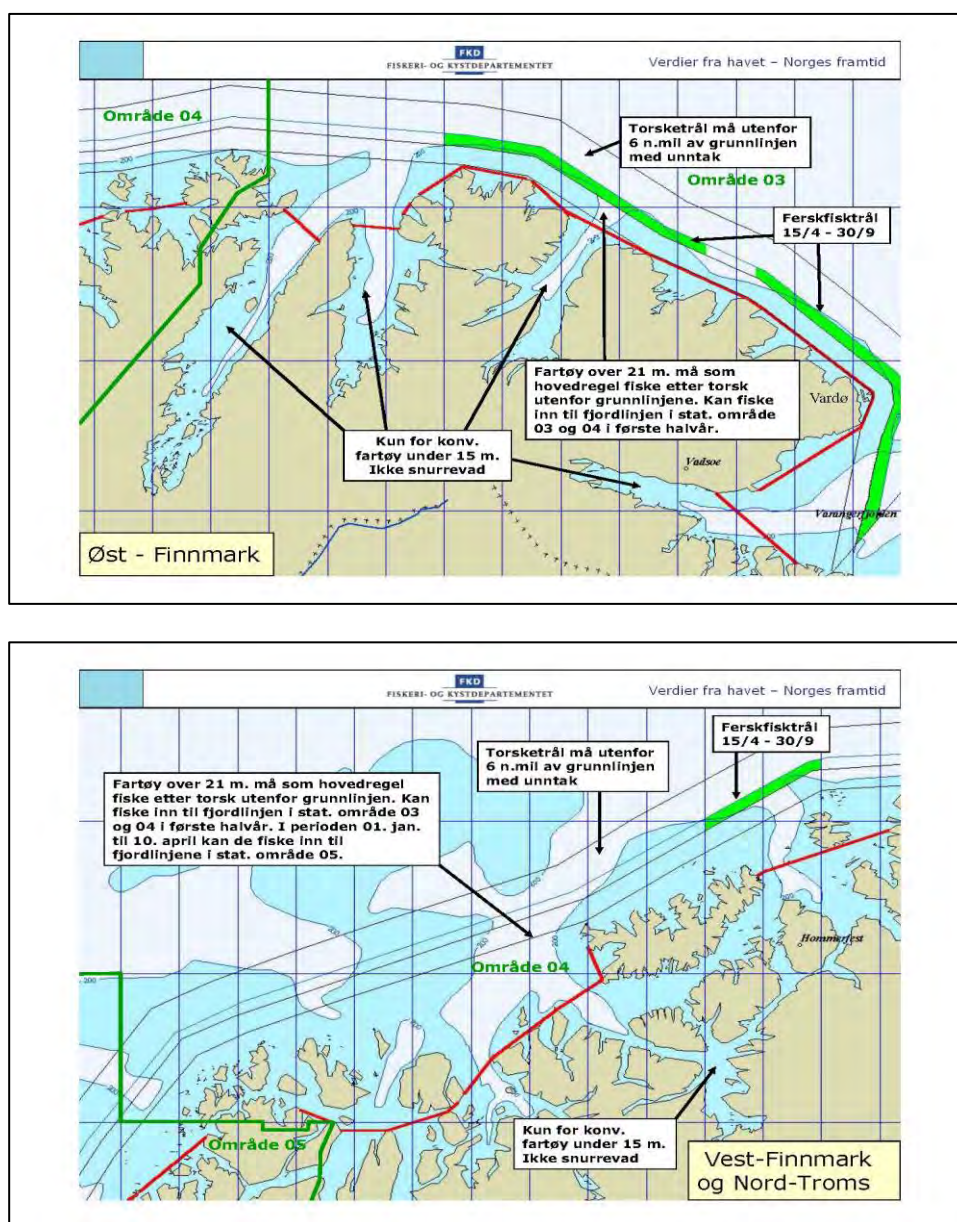 FKD
FISKERI- OG KYSTDEPARTEMENTET
Verdier fra havet – Norges framtid
Område 04
Torsketrål må utenfor
6 n.mil av grunnlinjen
med unntak
Område 03
Ferskfisktrål
15/4 - 30/9
200
200
200
Fartøy over 21 m. må som
hovedregel fiske etter torsk
utenfor grunnlinjene. Kan fiske
inn til fjordlinjen i stat. område
03 og 04 i første halvår.
Vardø
Kun for konv.
fartøy under 15 m.
Ikke snurrevad
Vadsoe
Varangerfjorden
Øst - Finnmark
FKD
FISKERI- OG KYSTDEPARTEMENTET
Verdier fra havet – Norges framtid
Ferskfisktrål
15/4 - 30/9
Torsketrål må utenfor
6 n.mil av grunnlinjen
med unntak
Fartøy over 21 m. må som hovedregel
fiske etter torsk utenfor grunnlinjen. Kan
fiske inn til fjordlinjen i stat. område 03
og 04 i første halvår. I perioden 01. jan.
til 10. april kan de fiske inn til
fjordlinjene i stat. område 05.
Hommerfest
Område 04
200
Område 05
Kun for konv.
fartøy under 15 m.
Ikke snurrevad
Vest-Finnmark
og Nord-Troms